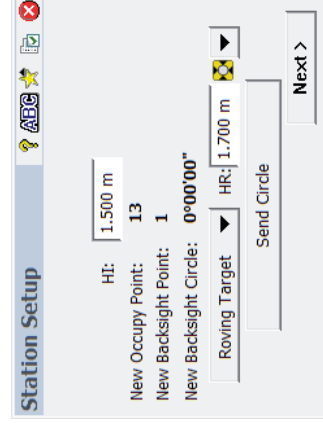 Station Setup ? ABC
HI: 1.500 m
New Occupy Point: 13
New Backsight Point: 1
New Backsight Circle: 0°00'00"
Roving Target HR: 1.700 m
Send Circle
Next >